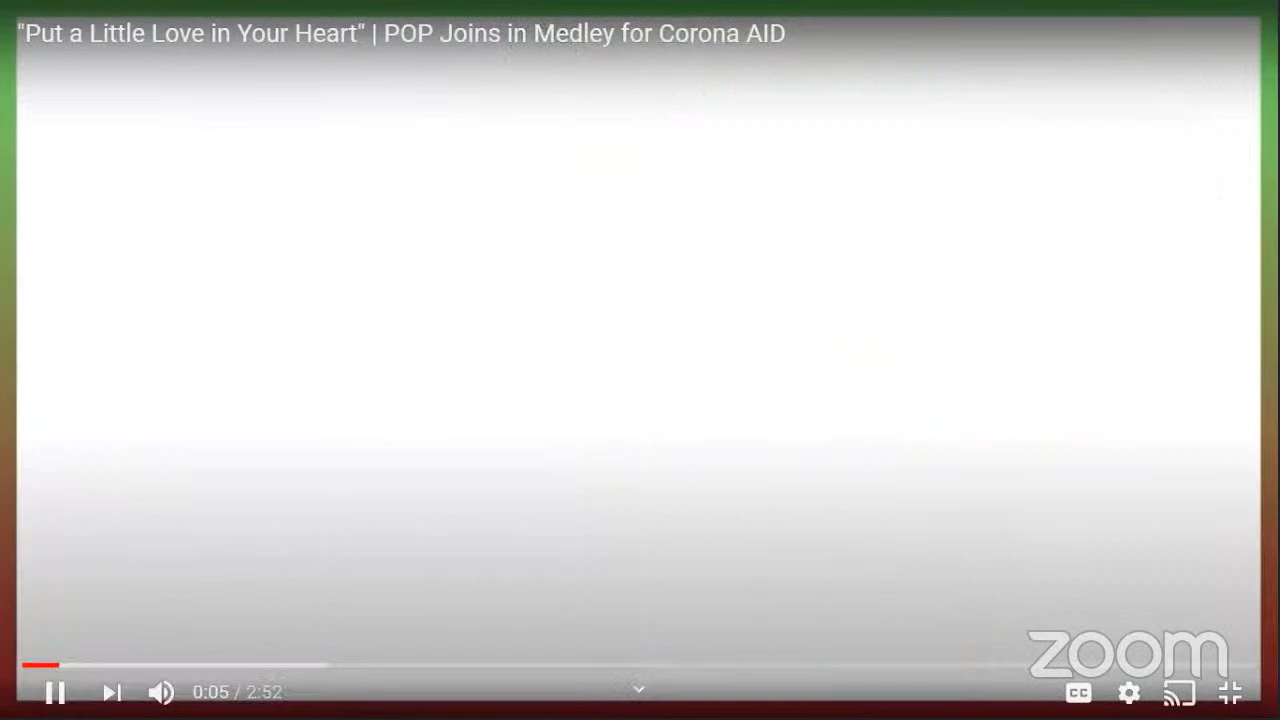 "Put a Little Love in Your Heart" | POP Joins in Medley for Corona AID
zoom
0:05 / 2:52
CC